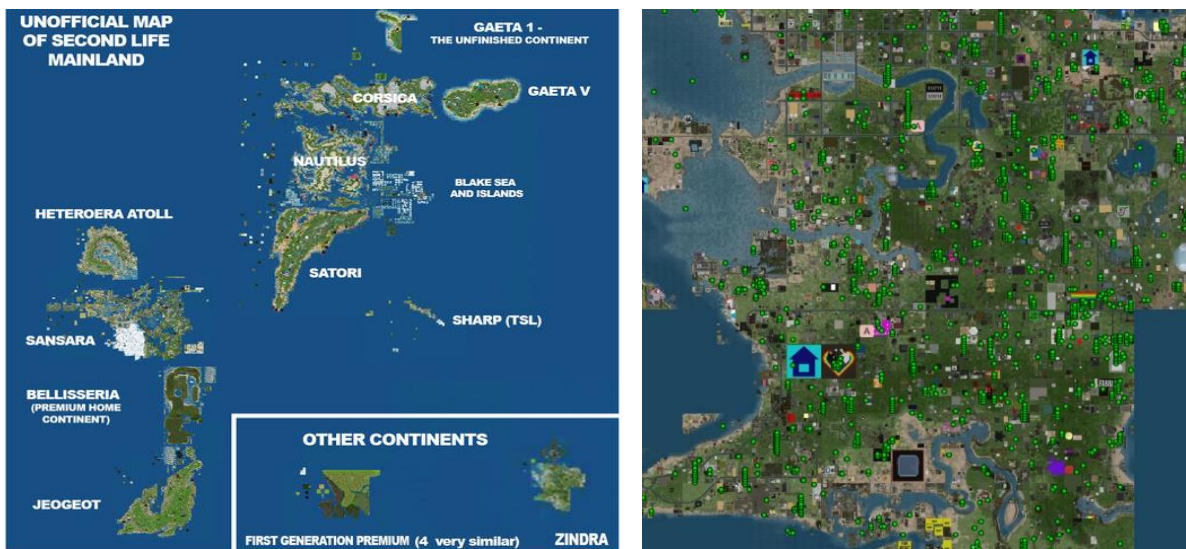 UNOFFICIAL MAP
OF SECOND LIFE
MAINLAND
GAETA 1 -
THE UNFINISHED CONTINENT
CORSICA
GAETA V
NAUTILUS
BLAKE SEA
AND ISLANDS
HETEROERA ATOLL
SATORI
SHARP (TSL)
SANSARA
BELLISSERIA
(PREMIUM HOME
CONTINENT)
JEOGEOT
OTHER CONTINENTS
FIRST GENERATION PREMIUM (4 very similar)
ZINDRA
A
A